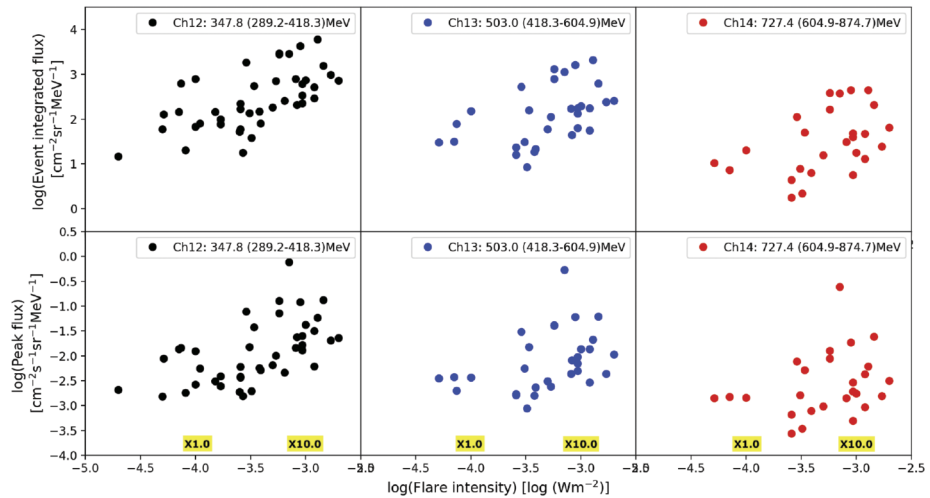 Ch12: 347.8 (289.2-418.3)MeV
Ch13: 503.0 (418.3-604.9)MeV
Ch14: 727.4 (604.9-874.7)MeV
log(Event integrated flux)
[cm−2sr−1MeV−1]
4
3
2
1
0
Ch12: 347.8 (289.2-418.3)MeV
Ch13: 503.0 (418.3-604.9)MeV
Ch14: 727.4 (604.9-874.7)MeV
log(Peak flux)
[cm−2s−1sr−1MeV−1]
0.5
0.0
−0.5
−1.0
−1.5
−2.0
−2.5
−3.0
−3.5
−4.0
X1.0 X10.0 X1.0 X10.0 X1.0 X10.0
−5.0 −4.5 −4.0 −3.5 −3.0 −4.5 −4.0 −3.5 −3.0 −4.5 −4.0 −3.5 −3.0 −2.5
log(Flare intensity) [log (Wm−2)]